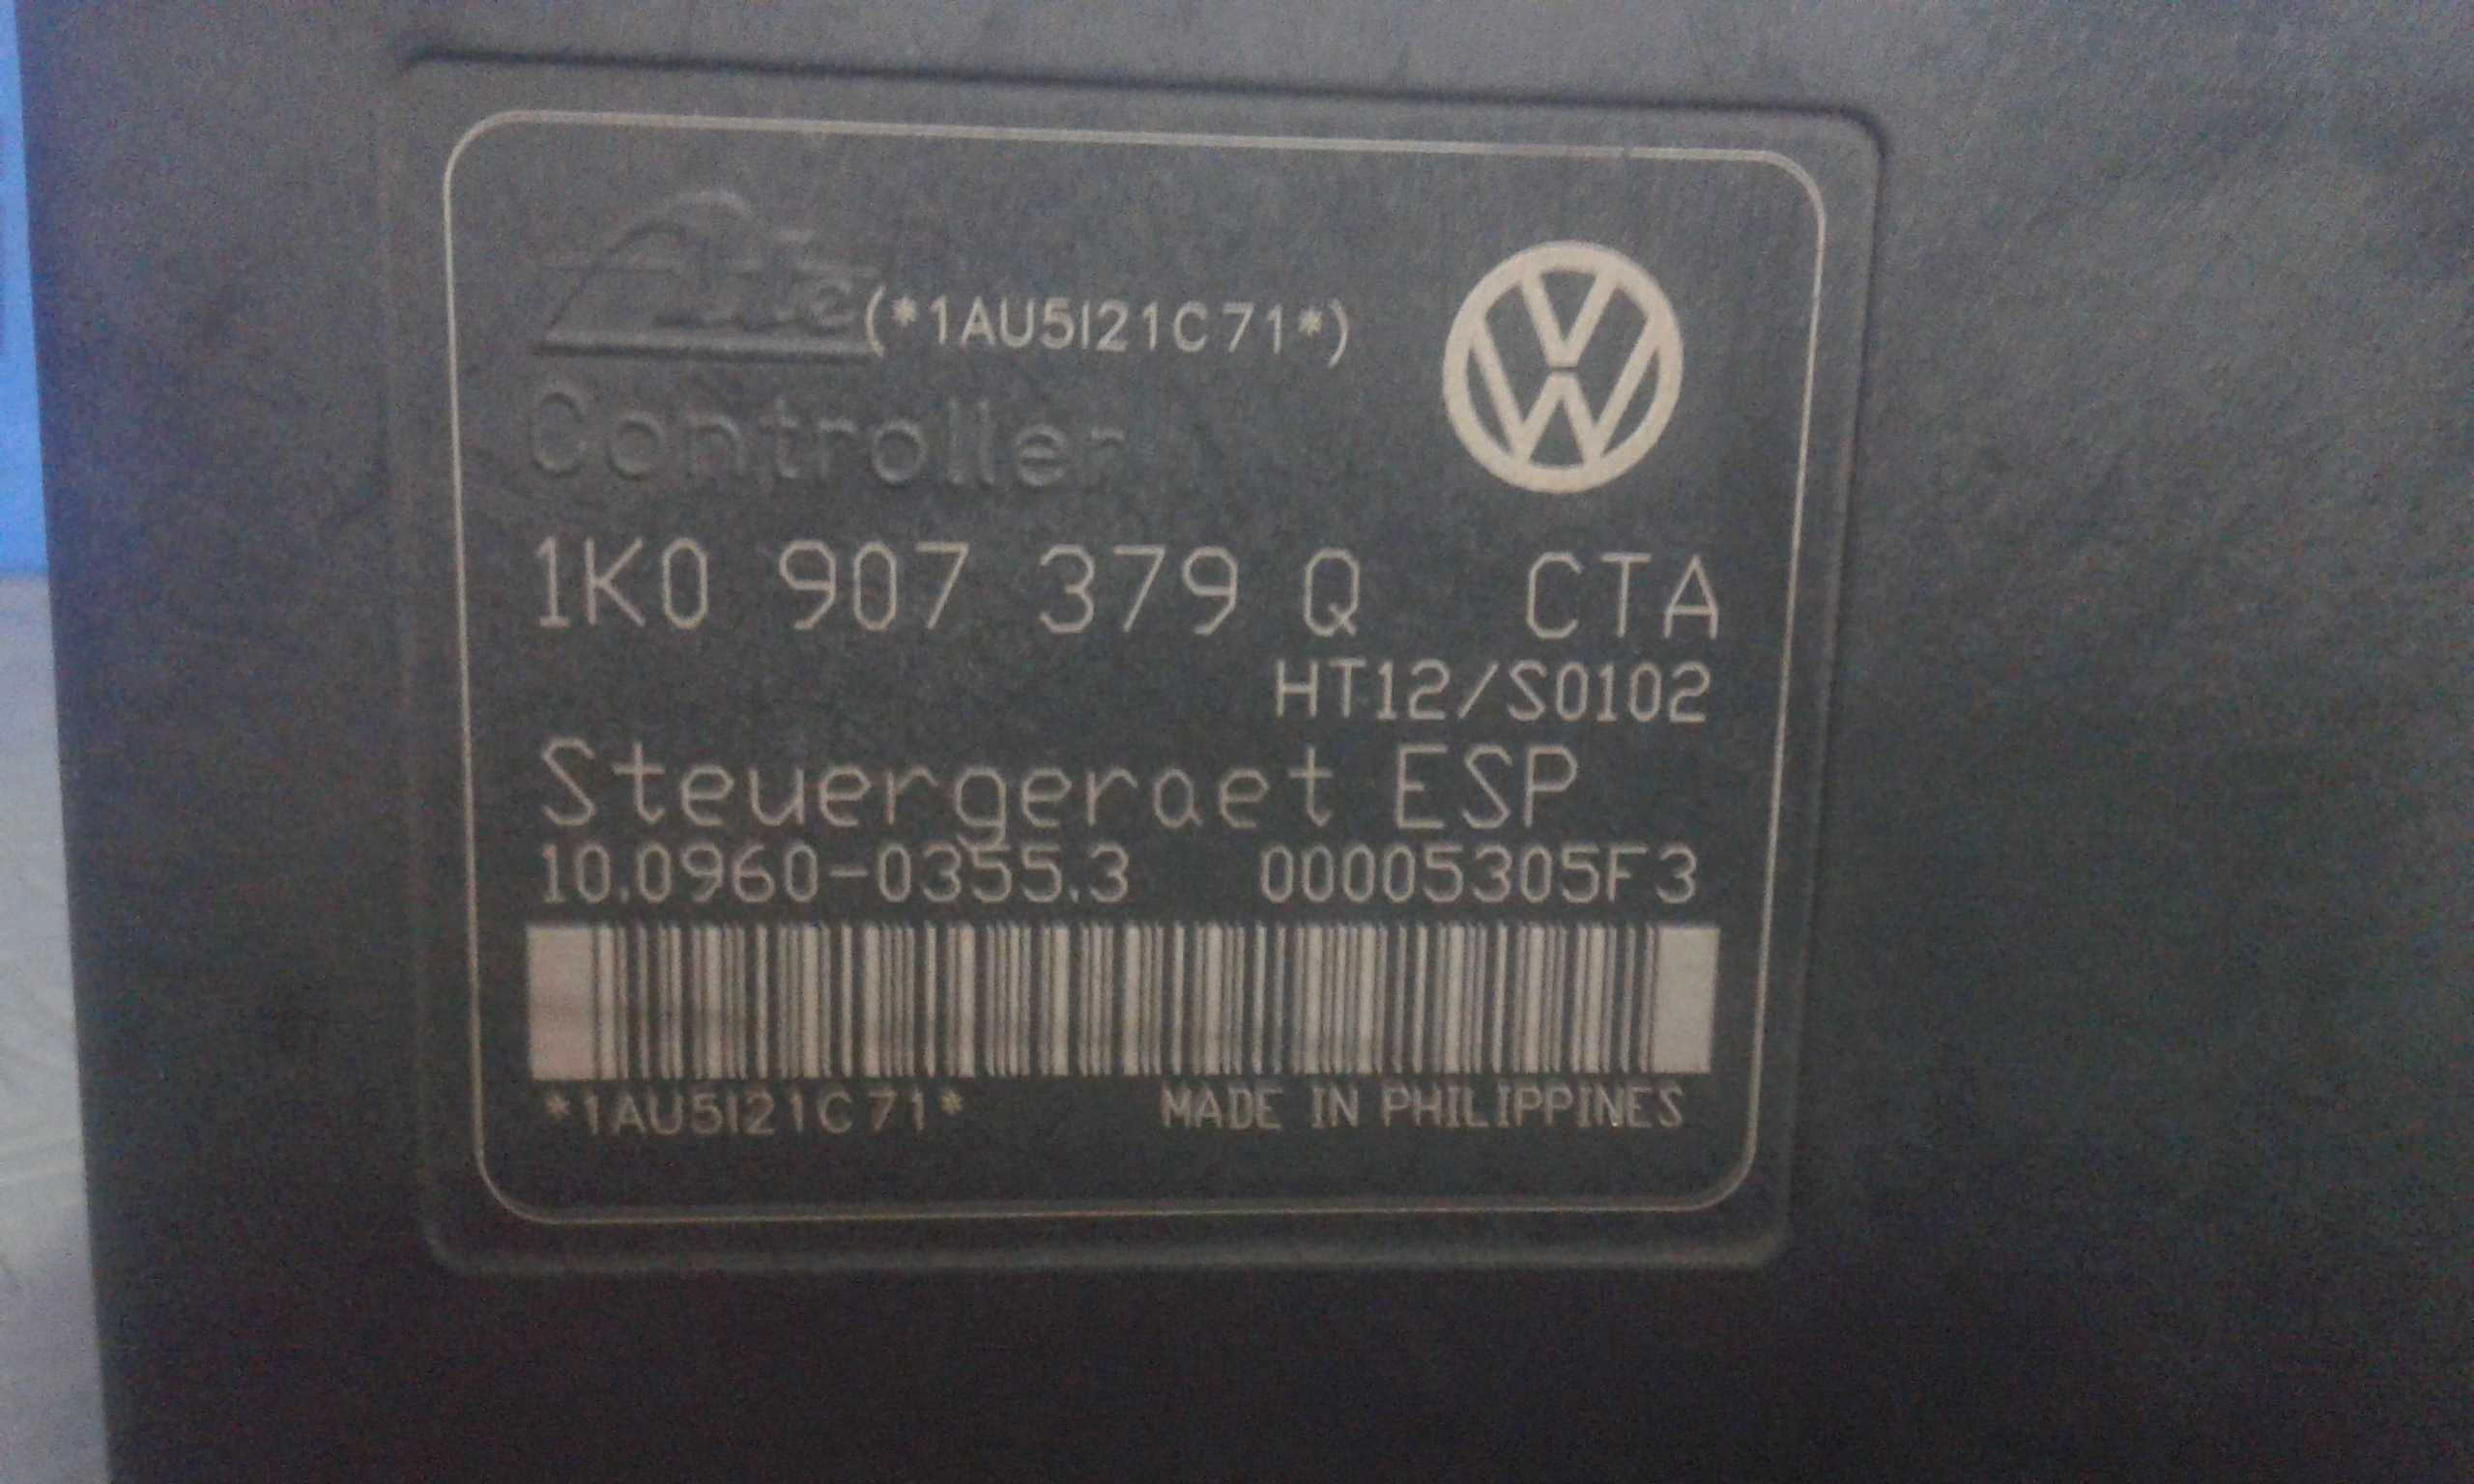 Ate (*1AU5I21C71*)
Controller
1K0 907 379 Q CTA
HT12/S0102
Steuergeraet ESP
10.0960-0355.3 00005305F3
*1AU5I21C71* MADE IN PHILIPPINES